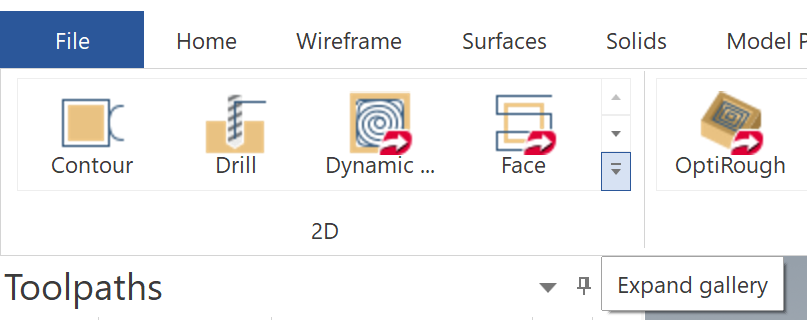 File Home Wireframe Surfaces Solids Model P
Contour Drill Dynamic ... Face OptiRough
2D
Toolpaths
Expand gallery